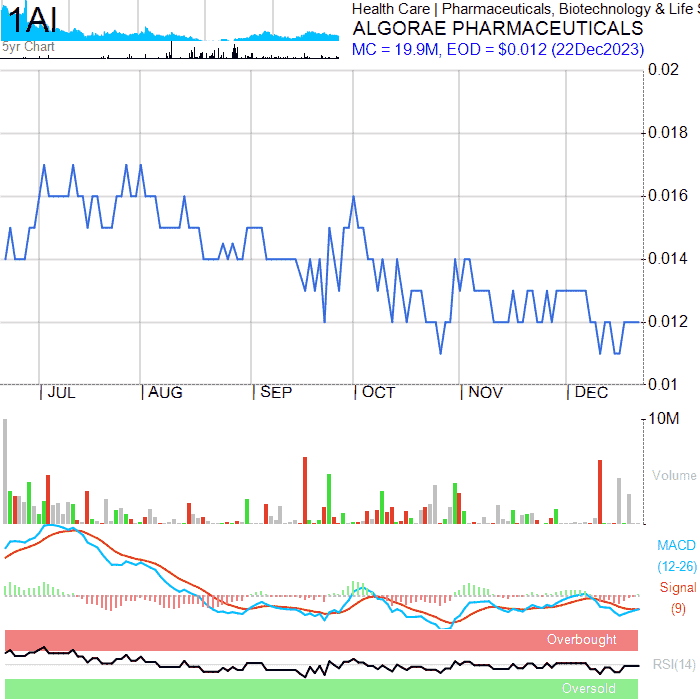 1AI
5yr Chart
Health Care | Pharmaceuticals, Biotechnology & Life S
ALGORAE PHARMACEUTICALS
MC = 19.9M, EOD = $0.012 (22Dec2023)
0.02
0.018
0.016
0.014
0.012
0.01
JUL AUG SEP OCT NOV DEC
10M
Volume
MACD
(12-26)
Signal
(9)
Overbought
RSI(14)
Oversold